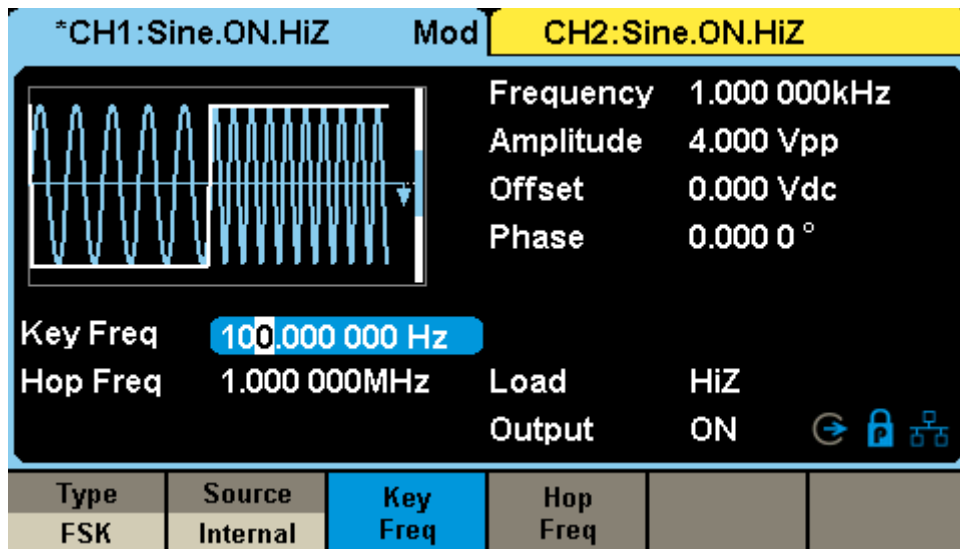 *CH1:Sine.ON.HiZ Mod CH2:Sine.ON.HiZ
Frequency 1.000 000kHz
Amplitude 4.000 Vpp
Offset 0.000 Vdc
Phase 0.000 0 °
Key Freq 100.000 000 Hz
Hop Freq 1.000 000MHz Load HiZ
Output ON P
Type Source Key Freq Hop Freq
FSK Internal